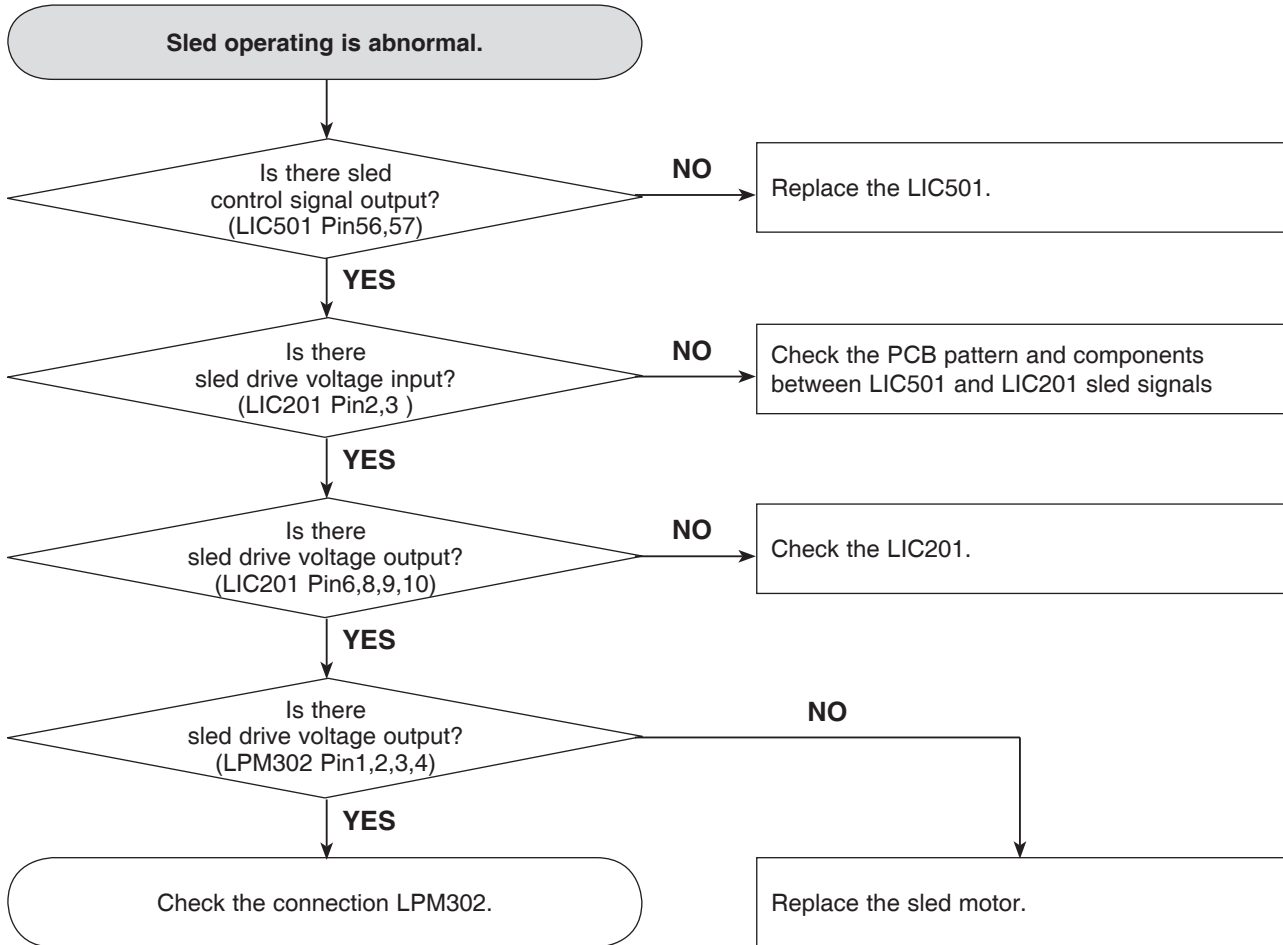 Sled operating is abnormal.
Is there sled
control signal output?
(LIC501 Pin56,57)
NO
Replace the LIC501.
YES
Is there
sled drive voltage input?
(LIC201 Pin2,3 )
NO
Check the PCB pattern and components
between LIC501 and LIC201 sled signals
YES
Is there
sled drive voltage output?
(LIC201 Pin6,8,9,10)
NO
Check the LIC201.
YES
Is there
sled drive voltage output?
(LPM302 Pin1,2,3,4)
NO
YES
Check the connection LPM302.
Replace the sled motor.